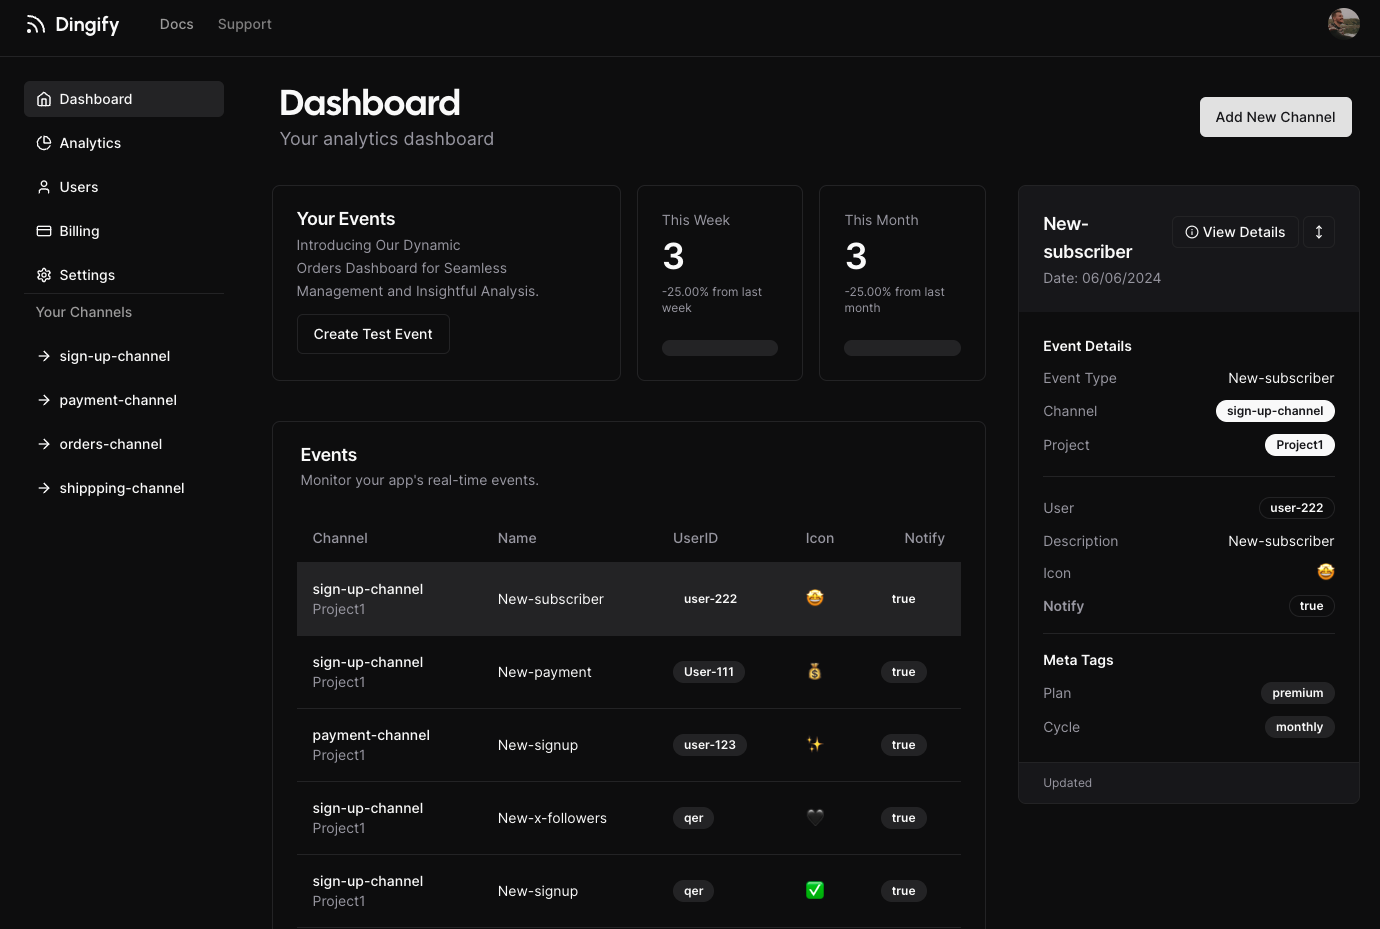 Dingify
Docs
Support
Dashboard
Analytics
Users
Billing
Settings
Your Channels
sign-up-channel
payment-channel
orders-channel
shippping-channel
Dashboard
Your analytics dashboard
Add New Channel
Your Events
Introducing Our Dynamic
Orders Dashboard for Seamless
Management and Insightful Analysis.
Create Test Event
This Week
3
-25.00% from last
week
This Month
3
-25.00% from last
month
Events
Monitor your app's real-time events.
Channel Name UserID Icon Notify
sign-up-channel
Project1
New-subscriber user-222 🤩 true
sign-up-channel
Project1
New-payment User-111 💰 true
payment-channel
Project1
New-signup user-123 ✨ true
sign-up-channel
Project1
New-x-followers qer 🖤 true
sign-up-channel
Project1
New-signup qer ✅ true
New-
subscriber
View Details
Date: 06/06/2024
Event Details
Event Type New-subscriber
Channel sign-up-channel
Project Project1
User user-222
Description New-subscriber
Icon 🤩
Notify true
Meta Tags
Plan premium
Cycle monthly
Updated